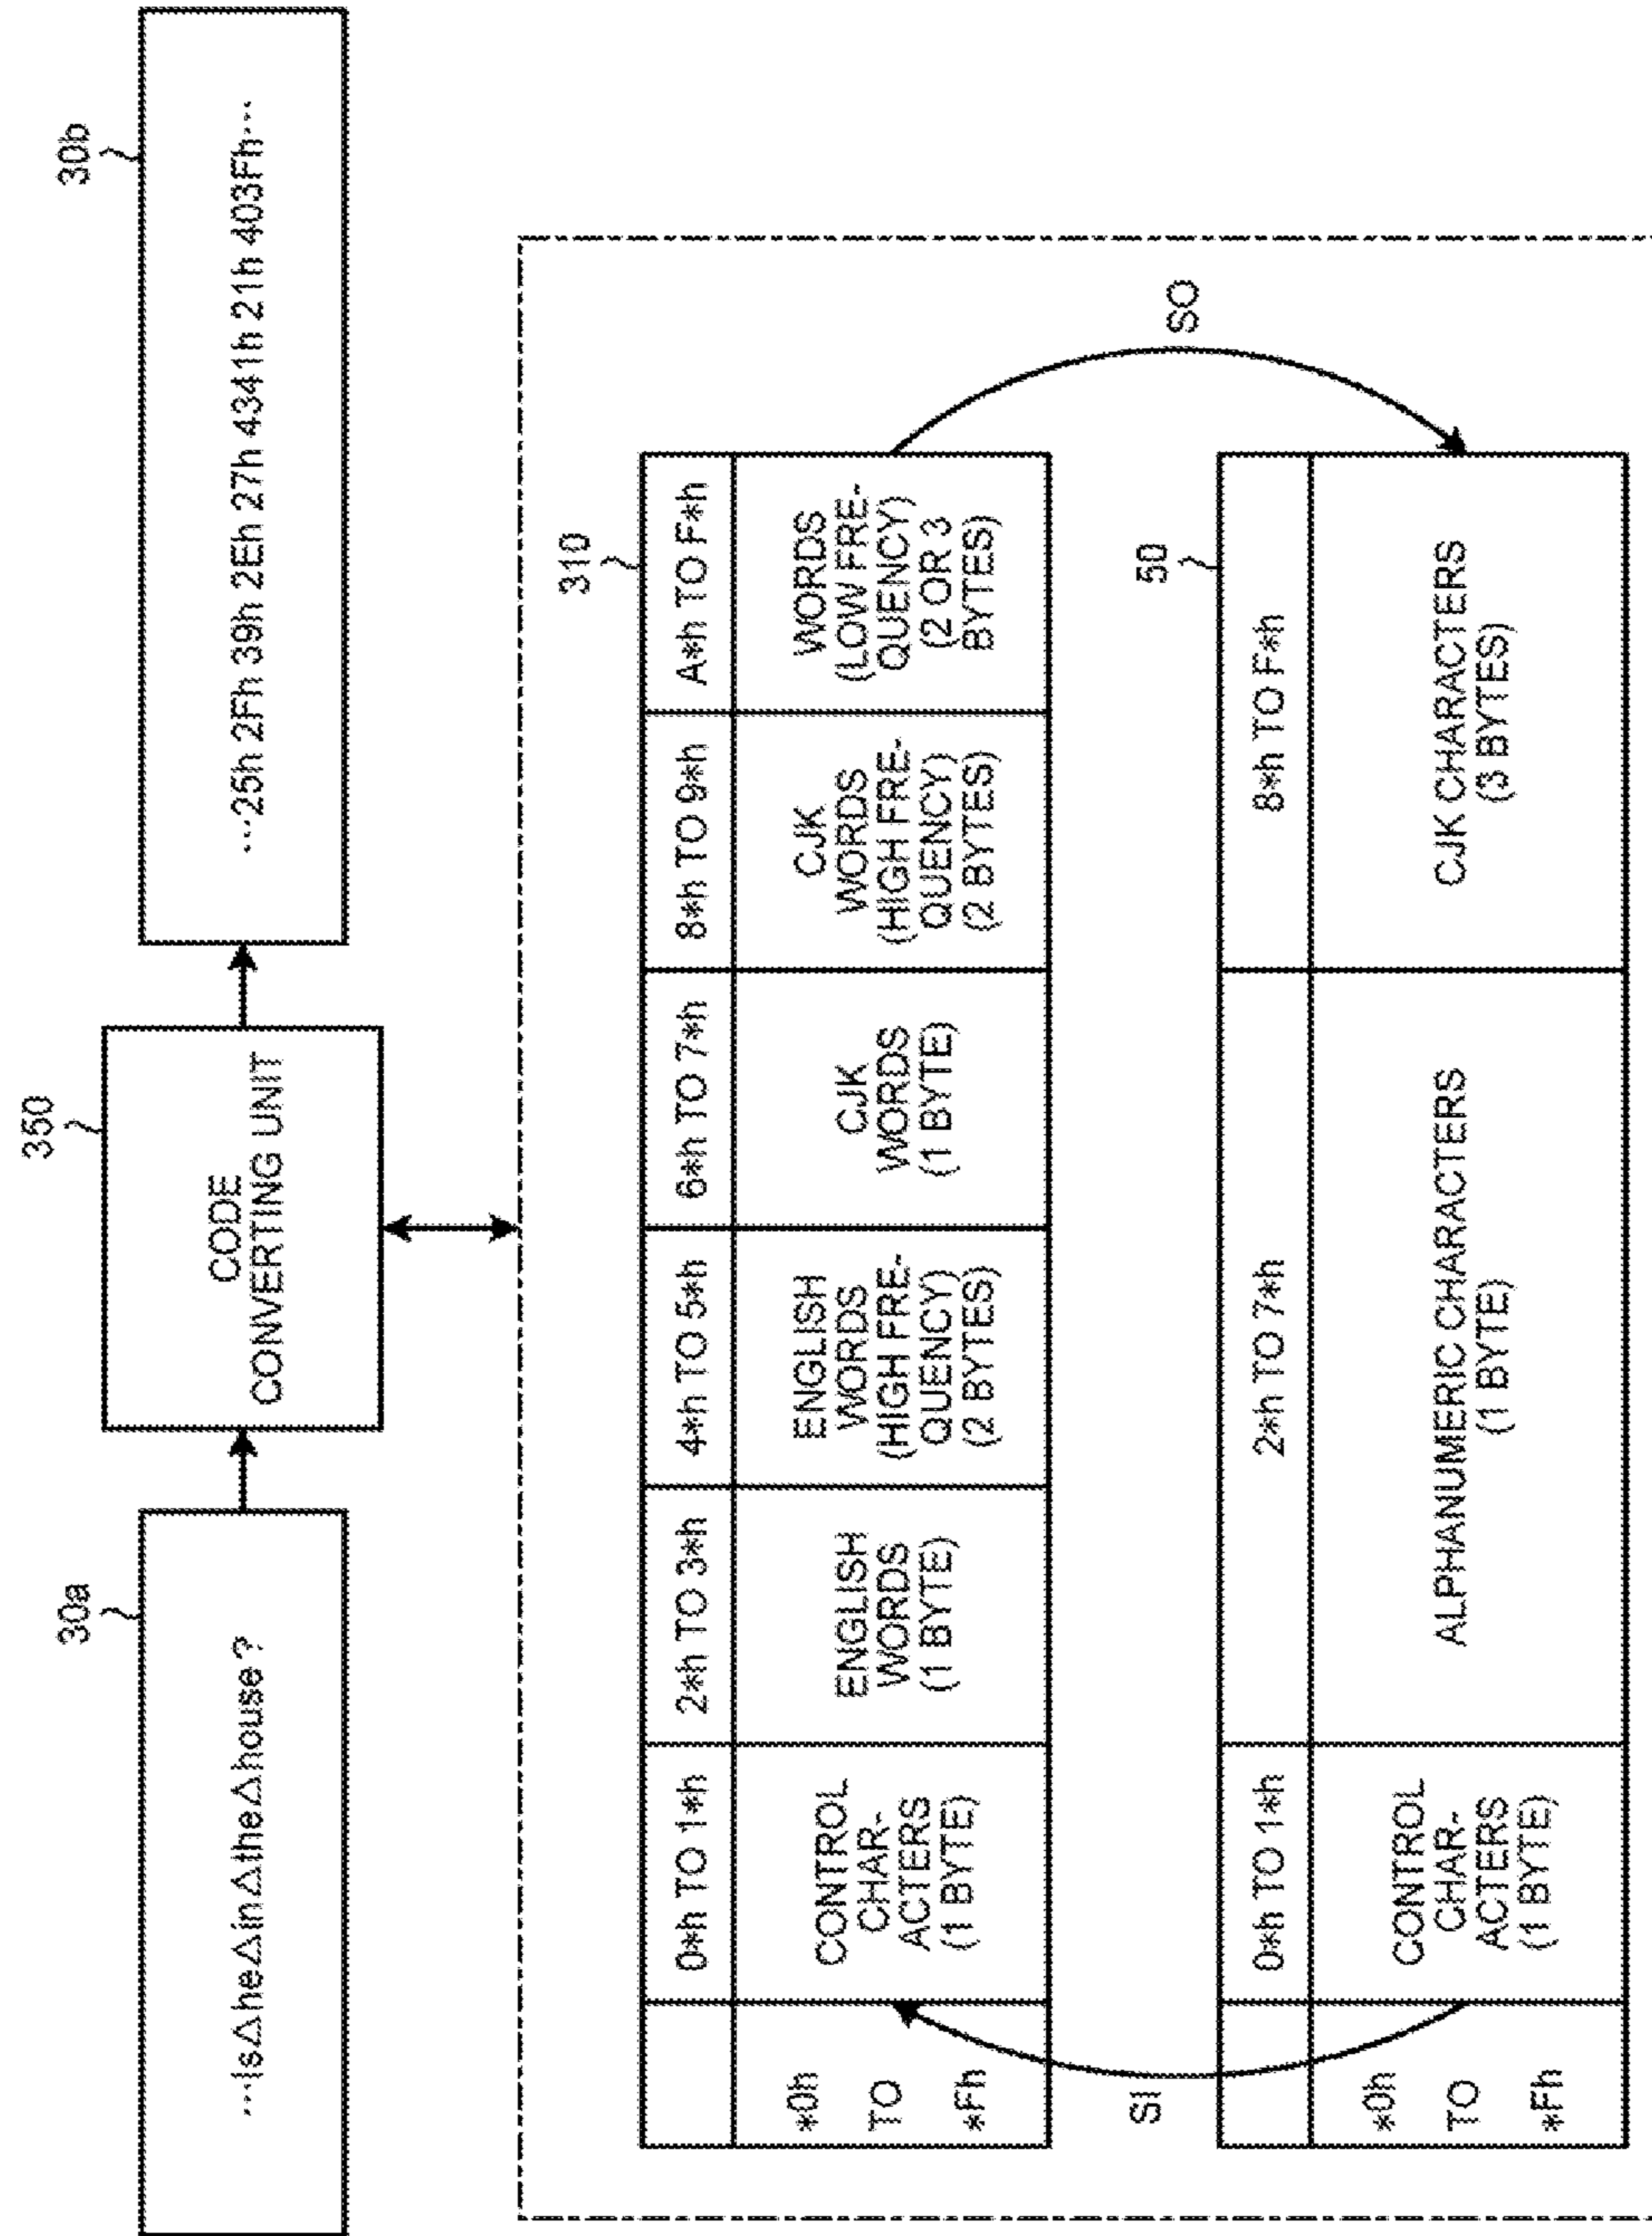 30a
…Is△he△in△the△house?
350
CODE
CONVERTING UNIT
30b
…25h 2Fh 39h 2Eh 27h 4341h 21h 403Fh…
310
0*h TO 1*h
2*h TO 3*h
4*h TO 5*h
6*h TO 7*h
8*h TO 9*h
A*h TO F*h
*0h
TO
*Fh
CONTROL
CHAR-
ACTERS
(1 BYTE)
ENGLISH
WORDS
(1 BYTE)
ENGLISH
WORDS
(HIGH FRE-
QUENCY)
(2 BYTES)
CJK
WORDS
(1 BYTE)
CJK
WORDS
(HIGH FRE-
QUENCY)
(2 BYTES)
WORDS
(LOW FRE-
QUENCY)
(2 OR 3
BYTES)
SI
SO
50
0*h TO 1*h
2*h TO 7*h
8*h TO F*h
*0h
TO
*Fh
CONTROL
CHAR-
ACTERS
(1 BYTE)
ALPHANUMERIC CHARACTERS
(1 BYTE)
CJK CHARACTERS
(3 BYTES)